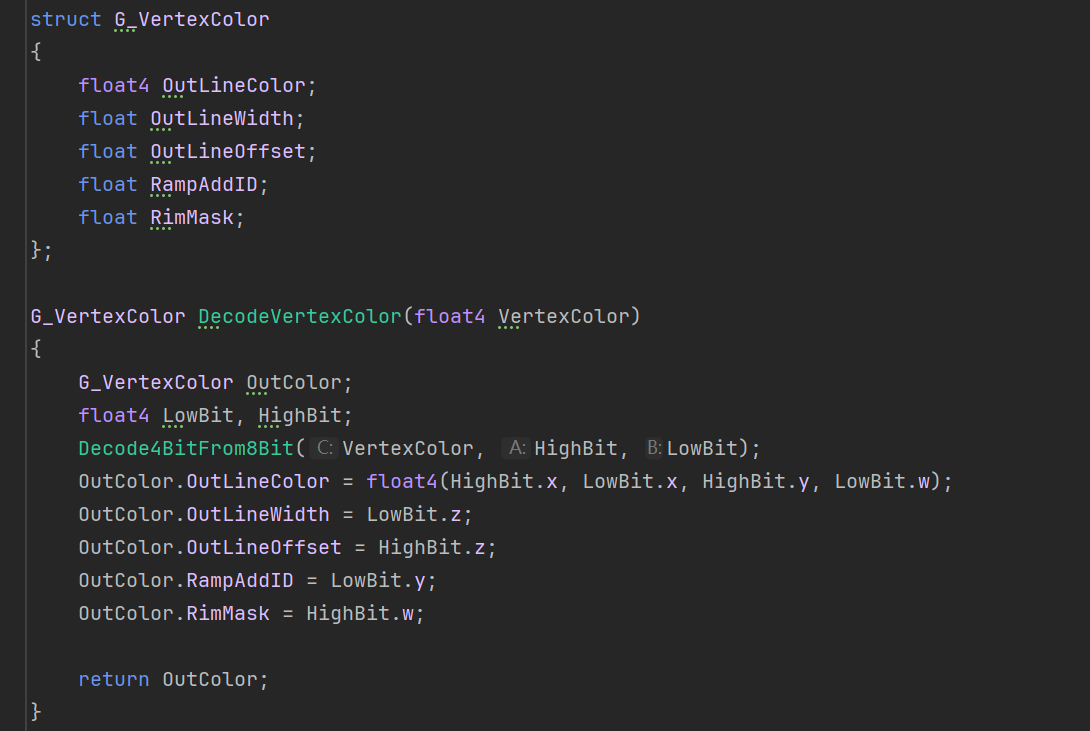 struct G_VertexColor
{
float4 OutLineColor;
float OutLineWidth;
float OutLineOffset;
float RampAddID;
float RimMask;
};
G_VertexColor DecodeVertexColor(float4 VertexColor)
{
G_VertexColor OutColor;
float4 LowBit, HighBit;
Decode4BitFrom8Bit( C: VertexColor, A: HighBit, B: LowBit);
OutColor.OutLineColor = float4(HighBit.x, LowBit.x, HighBit.y, LowBit.w);
OutColor.OutLineWidth = LowBit.z;
OutColor.OutLineOffset = HighBit.z;
OutColor.RampAddID = LowBit.y;
OutColor.RimMask = HighBit.w;
return OutColor;
}